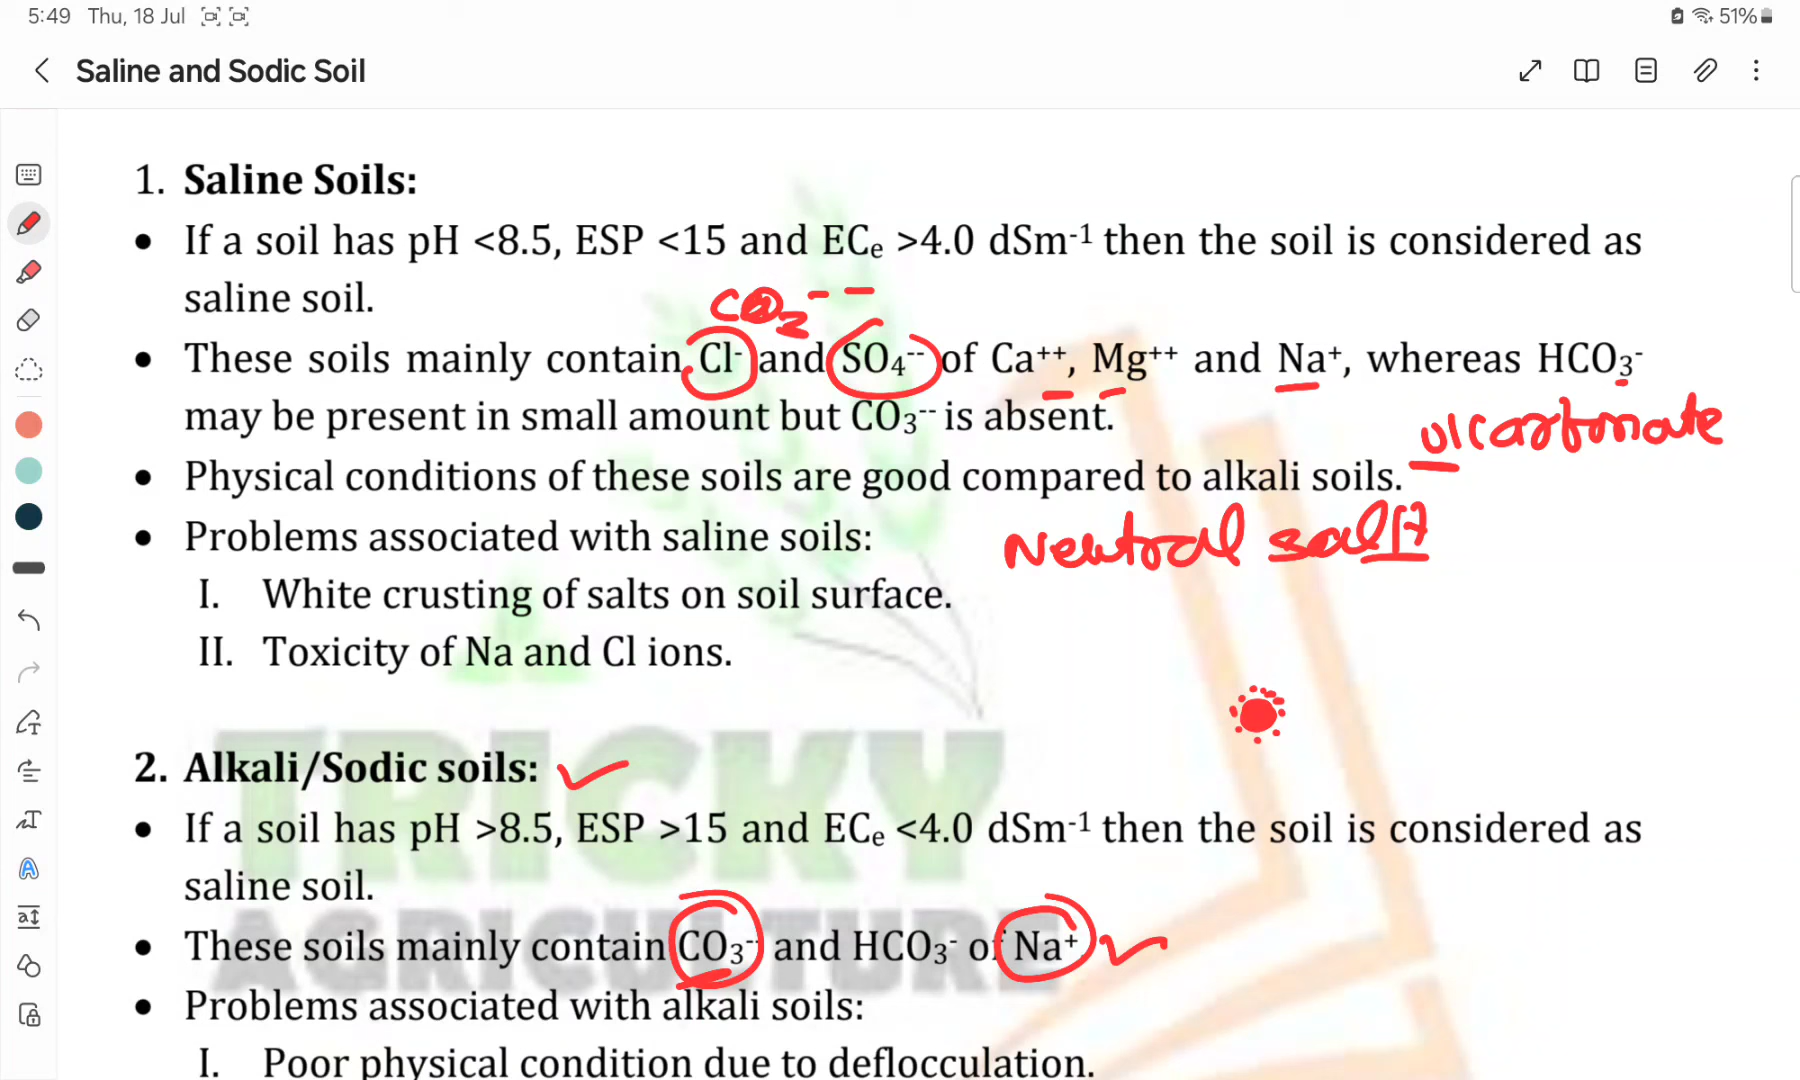 5:49 Thu, 18 Jul
51%
Saline and Sodic Soil
1. Saline Soils:
• If a soil has pH <8.5, ESP <15 and ECₑ >4.0 dSm⁻¹ then the soil is considered as
saline soil.
• These soils mainly contain Cl⁻ and SO₄⁻⁻ of Ca⁺⁺, Mg⁺⁺ and Na⁺, whereas HCO₃⁻
may be present in small amount but CO₃⁻⁻ is absent.
• Physical conditions of these soils are good compared to alkali soils.
Neutral
• Problems associated with saline soils:
I. White crusting of salts on soil surface.
II. Toxicity of Na and Cl ions.
TRICKY
AGRICULTURE
2. Alkali/Sodic soils:
• If a soil has pH >8.5, ESP >15 and ECₑ <4.0 dSm⁻¹ then the soil is considered as
saline soil.
• These soils mainly contain CO₃⁻⁻ and HCO₃⁻ of Na⁺
• Problems associated with alkali soils:
I. Poor physical condition due to deflocculation.